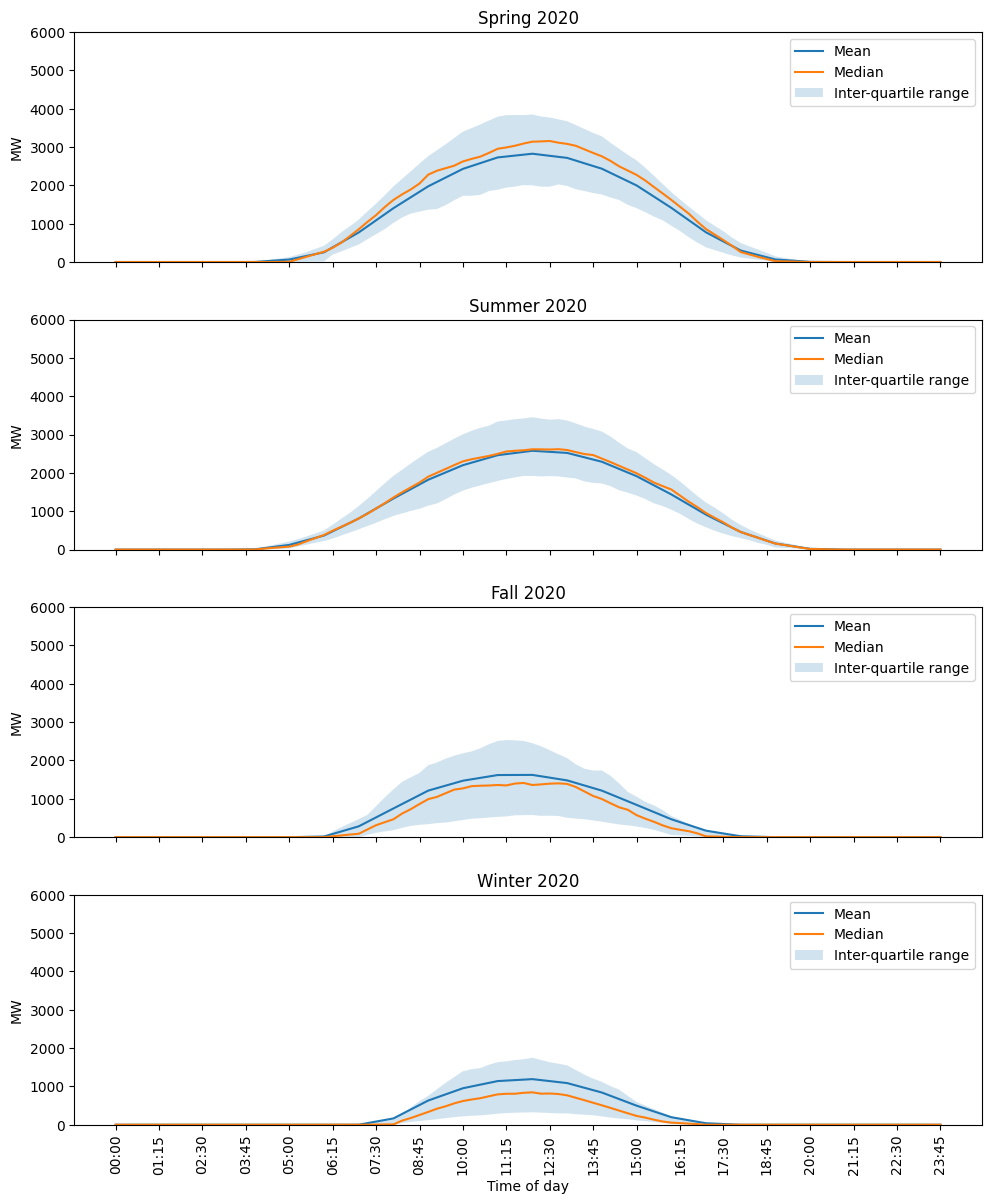 Spring 2020
6000
5000
4000
3000
2000
1000
0
MW
Mean
Median
Inter-quartile range
Summer 2020
6000
5000
4000
3000
2000
1000
0
MW
Mean
Median
Inter-quartile range
Fall 2020
6000
5000
4000
3000
2000
1000
0
MW
Mean
Median
Inter-quartile range
Winter 2020
6000
5000
4000
3000
2000
1000
0
MW
Mean
Median
Inter-quartile range
00:00
01:15
02:30
03:45
05:00
06:15
07:30
08:45
10:00
11:15
12:30
13:45
15:00
16:15
17:30
18:45
20:00
21:15
22:30
23:45
Time of day